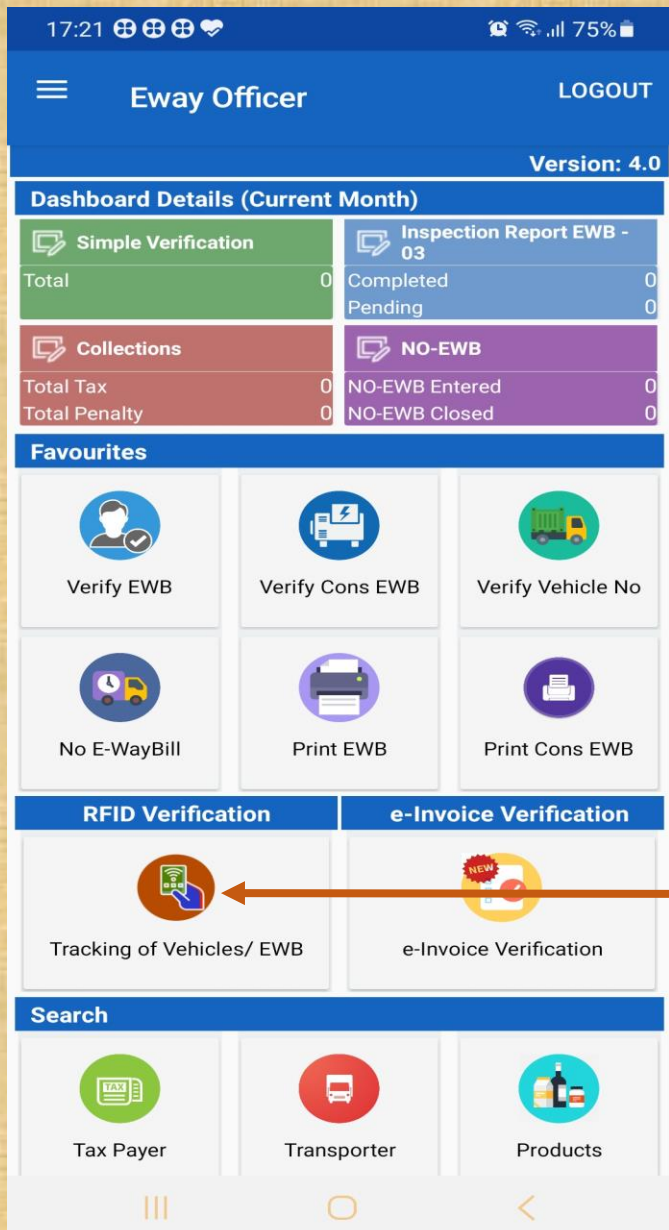 17:21 75%
Eway Officer LOGOUT
Version: 4.0
Dashboard Details (Current Month)
Simple Verification
Total 0
Inspection Report EWB -
03
Completed 0
Pending 0
Collections
Total Tax 0
Total Penalty 0
NO-EWB
NO-EWB Entered 0
NO-EWB Closed 0
Favourites
Verify EWB
Verify Cons EWB
Verify Vehicle No
No E-WayBill
Print EWB
Print Cons EWB
RFID Verification
e-Invoice Verification
Tracking of Vehicles/ EWB
NEW
e-Invoice Verification
Search
TAX
Tax Payer
Transporter
Products